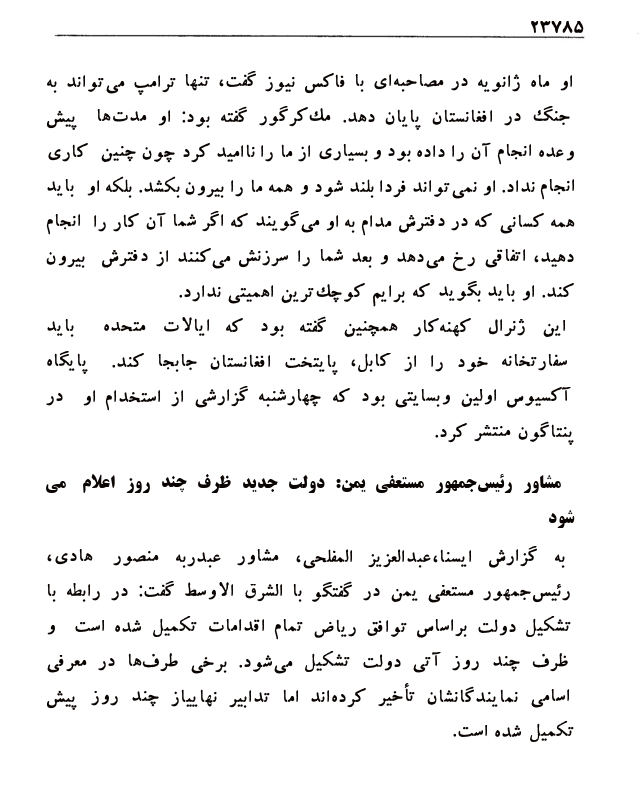 ۲۳۷۸۵
او ماه ژانویه در مصاحبه‌ای با فاکس نیوز گفت، تنها ترامپ می‌تواند به
جنگ در افغانستان پایان دهد. مك‌کرگور گفته بود: او مدت‌ها پیش
وعده انجام آن را داده بود و بسیاری از ما را ناامید کرد چون چنین کاری
انجام نداد. او نمی‌تواند فردا بلند شود و همه ما را بیرون بکشد. بلکه او باید
همه کسانی که در دفترش مدام به او می‌گویند که اگر شما آن کار را انجام
دهید، اتفاقی رخ می‌دهد و بعد شما را سرزنش می‌کنند از دفترش بیرون
کند. او باید بگوید که برایم کوچك‌ترین اهمیتی ندارد.
این ژنرال کهنه‌کار همچنین گفته بود که ایالات متحده باید
سفارتخانه خود را از کابل، پایتخت افغانستان جابجا کند. پایگاه
آکسیوس اولین وبسایتی بود که چهارشنبه گزارشی از استخدام او در
پنتاگون منتشر کرد.
مشاور رئیس‌جمهور مستعفی یمن: دولت جدید ظرف چند روز اعلام می
شود
به گزارش ایسنا،عبدالعزیز المفلحی، مشاور عبدربه منصور هادی،
رئیس‌جمهور مستعفی یمن در گفتگو با الشرق الاوسط گفت: در رابطه با
تشکیل دولت براساس توافق ریاض تمام اقدامات تکمیل شده است و
ظرف چند روز آتی دولت تشکیل می‌شود. برخی طرف‌ها در معرفی
اسامی نمایندگانشان تأخیر کرده‌اند اما تدابیر نهاییاز چند روز پیش
تکمیل شده است.